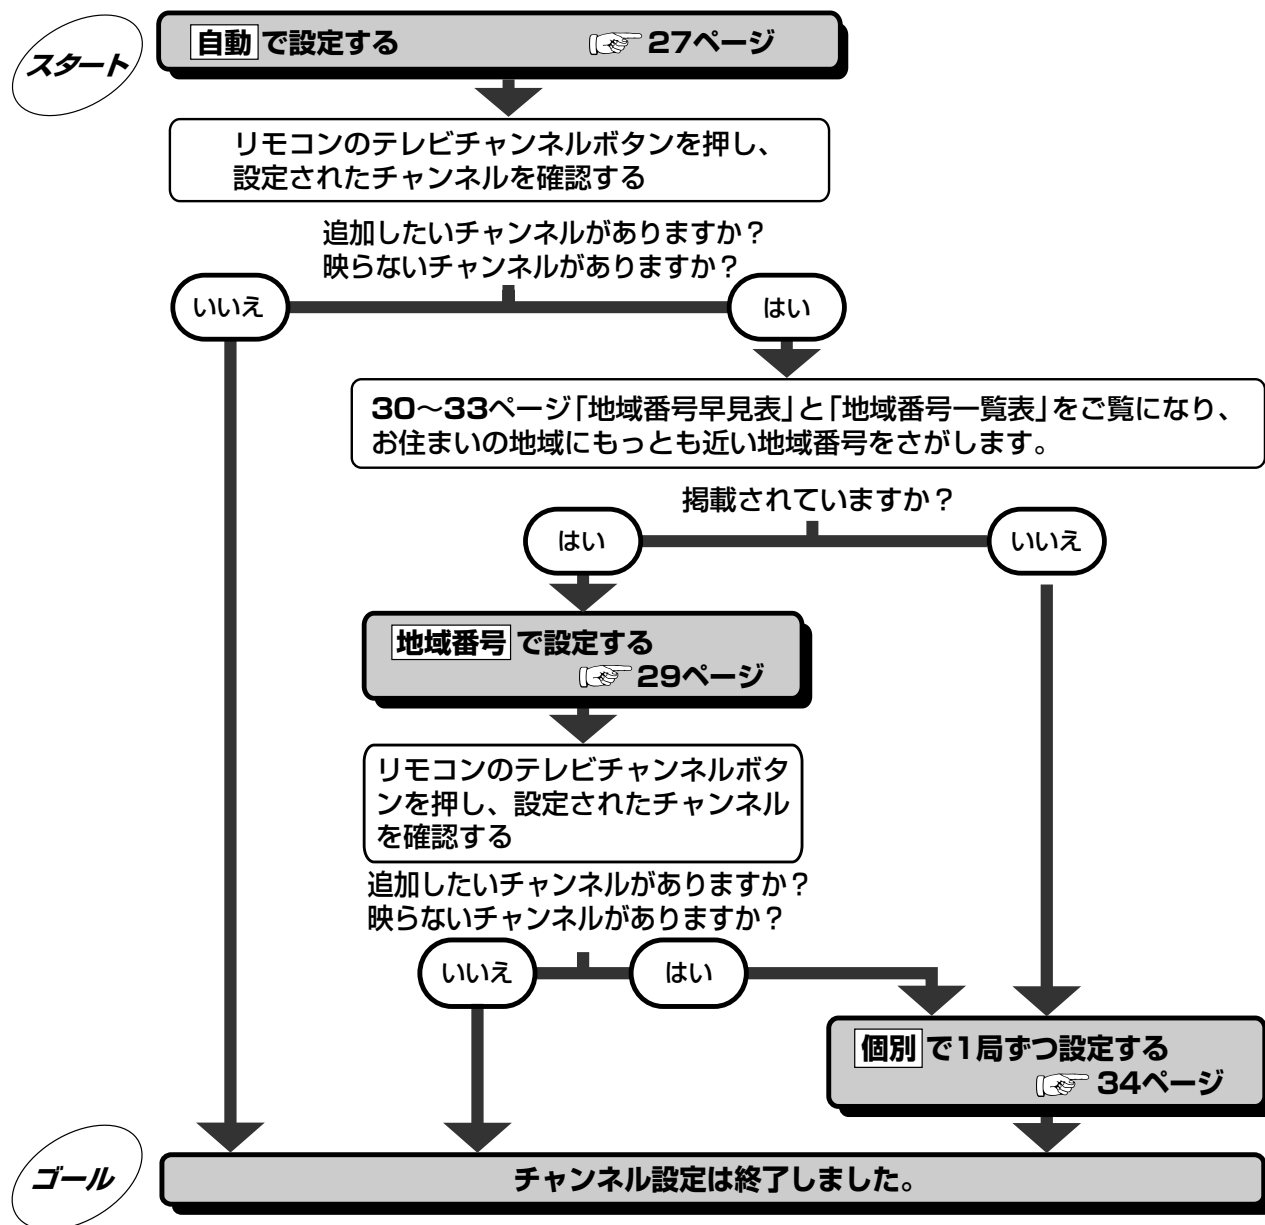 スタート
自動 で設定する 27ページ
リモコンのテレビチャンネルボタンを押し、
設定されたチャンネルを確認する
追加したいチャンネルがありますか？
映らないチャンネルがありますか？
いいえ
はい
30～33ページ「地域番号早見表」と「地域番号一覧表」をご覧になり、
お住まいの地域にもっとも近い地域番号をさがします。
掲載されていますか？
はい
いいえ
地域番号 で設定する
29ページ
リモコンのテレビチャンネルボタ
ンを押し、設定されたチャンネル
を確認する
追加したいチャンネルがありますか？
映らないチャンネルがありますか？
いいえ
はい
個別 で1局ずつ設定する
34ページ
ゴール
チャンネル設定は終了しました。